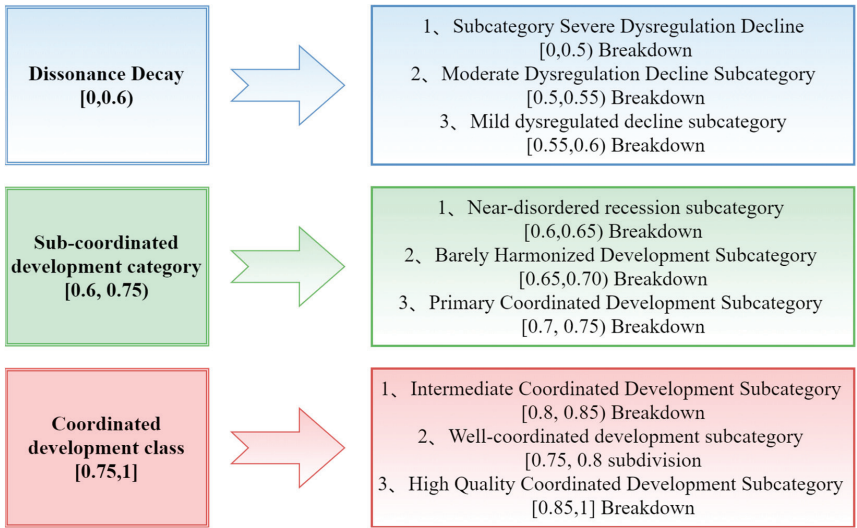 Dissonance Decay
[0,0.6)
1、Subcategory Severe Dysregulation Decline
[0,0.5) Breakdown
2、Moderate Dysregulation Decline Subcategory
[0.5,0.55) Breakdown
3、Mild dysregulated decline subcategory
[0.55,0.6) Breakdown
Sub-coordinated
development category
[0.6, 0.75)
1、Near-disordered recession subcategory
[0.6,0.65) Breakdown
2、Barely Harmonized Development Subcategory
[0.65,0.70) Breakdown
3、Primary Coordinated Development Subcategory
[0.7, 0.75) Breakdown
Coordinated
development class
[0.75,1]
1、Intermediate Coordinated Development Subcategory
[0.8, 0.85) Breakdown
2、Well-coordinated development subcategory
[0.75, 0.8 subdivision
3、High Quality Coordinated Development Subcategory
[0.85,1] Breakdown